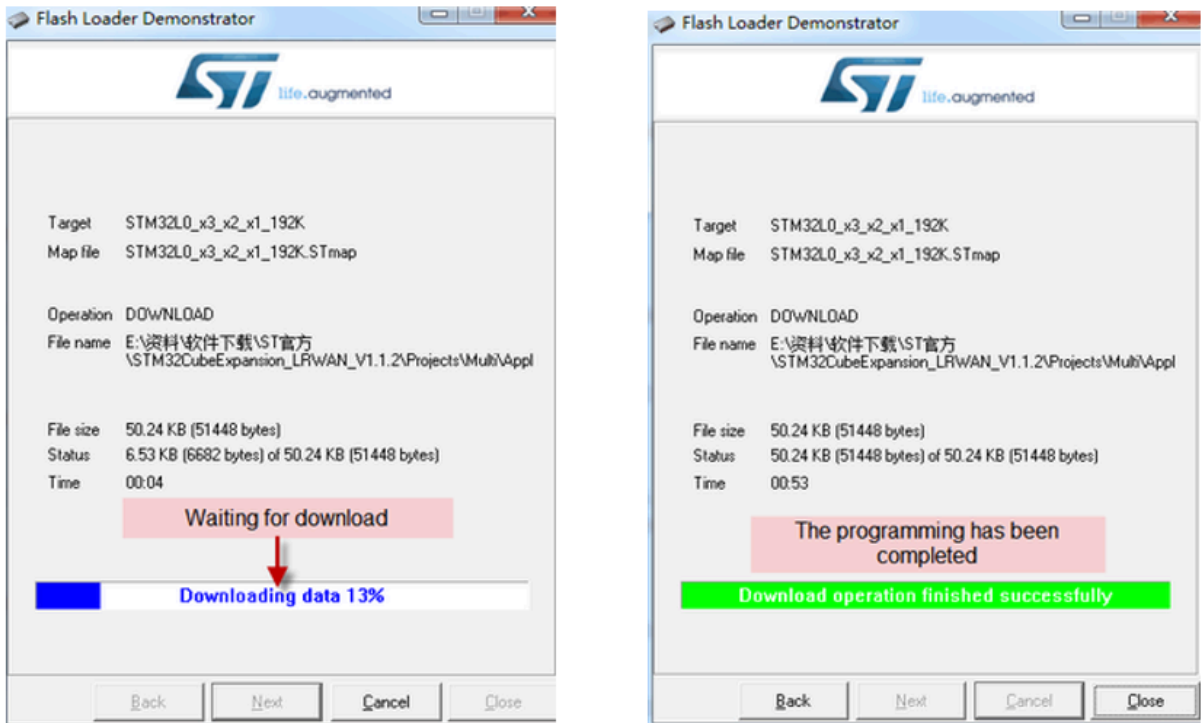 Flash Loader Demonstrator
ST life.augmented
Target STM32L0_x3_x2_x1_192K
Map file STM32L0_x3_x2_x1_192K.STmap
Operation DOWNLOAD
File name E:\资料\软件下载\ST官方
\STM32CubeExpansion_LRWAN_V1.1.2\Projects\Multi\Appl
File size 50.24 KB (51448 bytes)
Status 6.53 KB (6682 bytes) of 50.24 KB (51448 bytes)
Time 00:04
Waiting for download
Downloading data 13%
Back Next Cancel Close
Flash Loader Demonstrator
ST life.augmented
Target STM32L0_x3_x2_x1_192K
Map file STM32L0_x3_x2_x1_192K.STmap
Operation DOWNLOAD
File name E:\资料\软件下载\ST官方
\STM32CubeExpansion_LRWAN_V1.1.2\Projects\Multi\Appl
File size 50.24 KB (51448 bytes)
Status 50.24 KB (51448 bytes) of 50.24 KB (51448 bytes)
Time 00:53
The programming has been
completed
Download operation finished successfully
Back Next Cancel Close